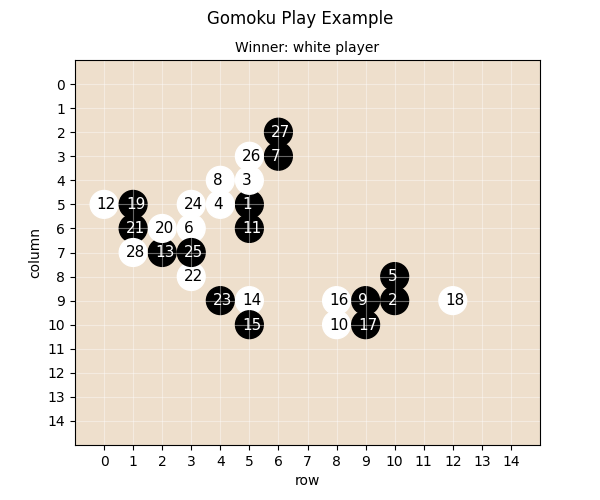 Gomoku Play Example
Winner: white player
0
1
2 27
3 26 7
4 8 3
5 12 19 24 4 1
6 21 20 6 11
7 28 13 25
8 22 5
9 23 14 16 9 2 18
10 15 10 17
11
12
13
14
column
0 1 2 3 4 5 6 7 8 9 10 11 12 13 14
row